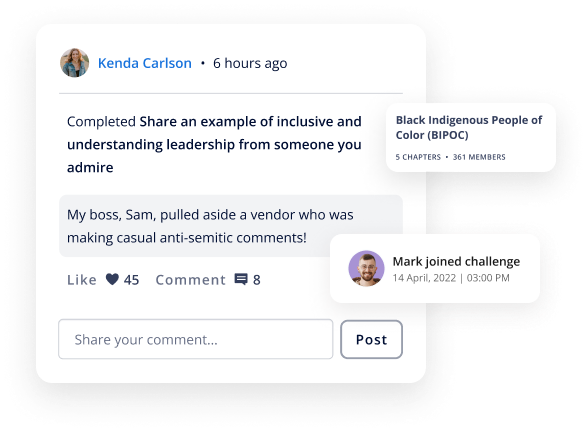 Kenda Carlson • 6 hours ago
Completed Share an example of inclusive and
understanding leadership from someone you
admire
Black Indigenous People of
Color (BIPOC)
5 CHAPTERS • 361 MEMBERS
My boss, Sam, pulled aside a vendor who was
making casual anti-semitic comments!
Mark joined challenge
14 April, 2022 | 03:00 PM
Like 45 Comment 8
Share your comment...
Post